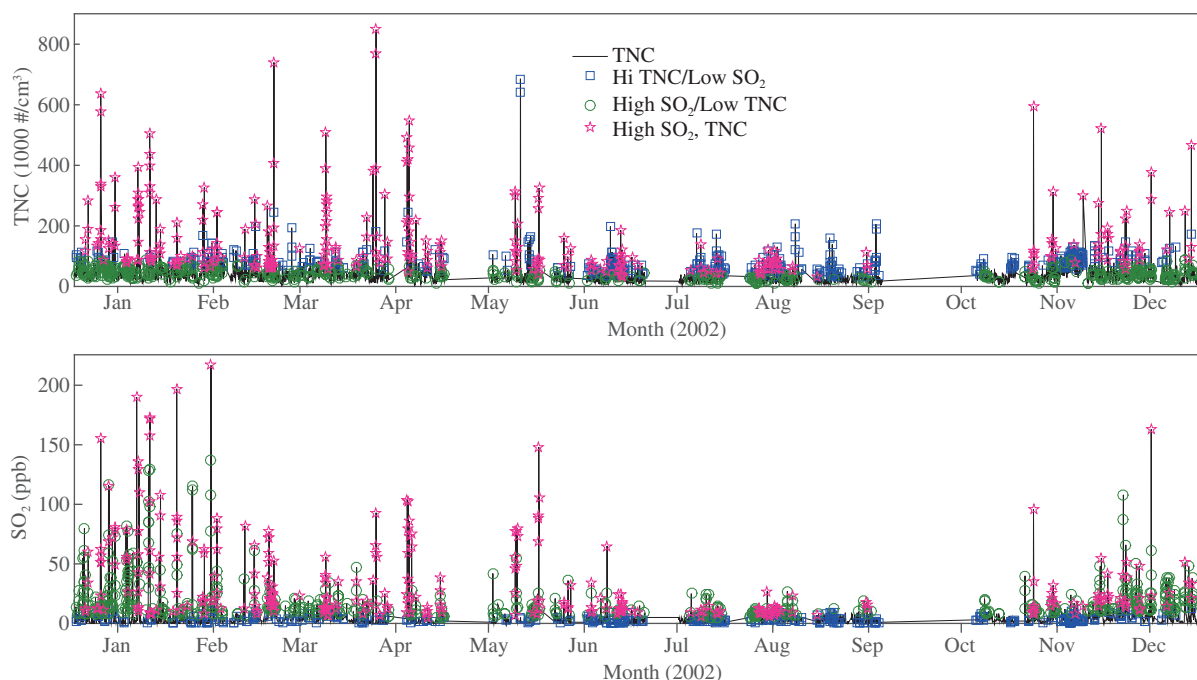 TNC (1000 #/cm³)
800
600
400
200
0
TNC
Hi TNC/Low SO₂
High SO₂/Low TNC
High SO₂, TNC
Jan Feb Mar Apr May Jun Jul Aug Sep Oct Nov Dec
Month (2002)
SO₂ (ppb)
200
150
100
50
0
Jan Feb Mar Apr May Jun Jul Aug Sep Oct Nov Dec
Month (2002)